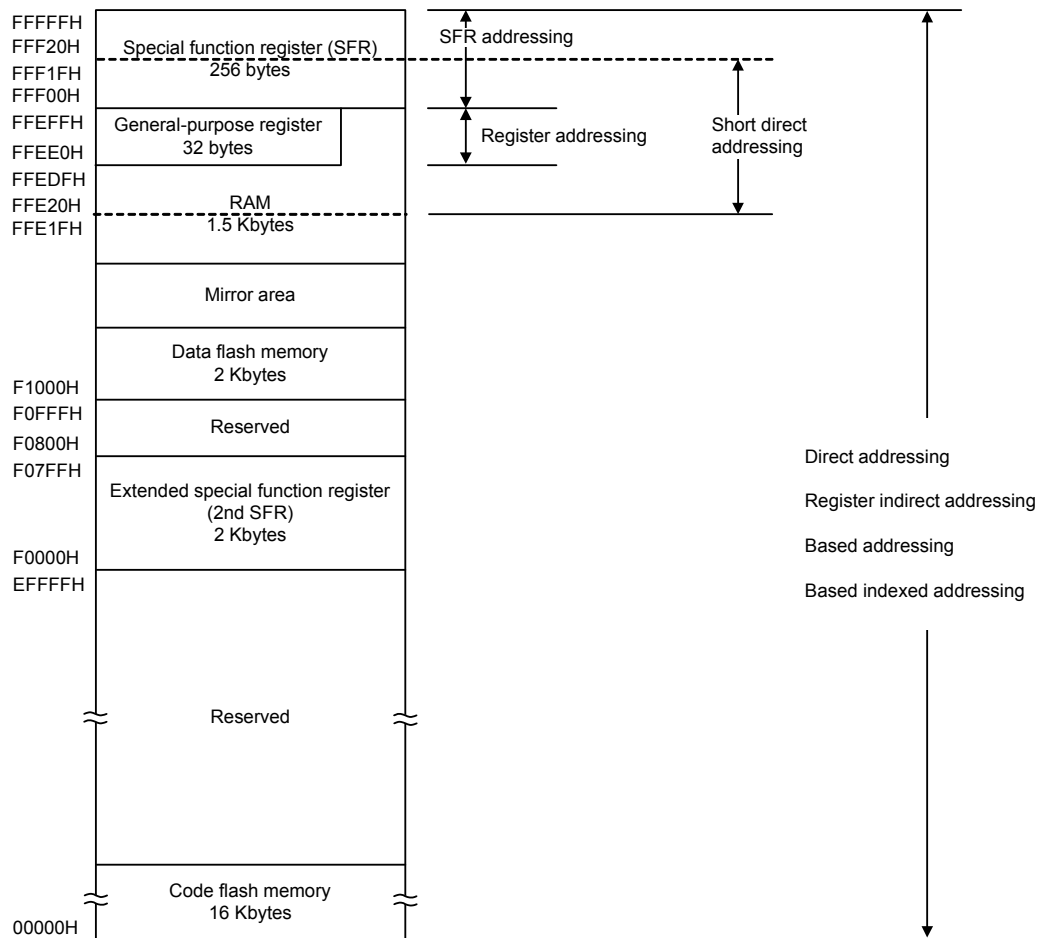 FFFFFH
FFF20H
FFF1FH
FFF00H
FFEFFH
FFEE0H
FFEDFH
FFE20H
FFE1FH
Special function register (SFR)
256 bytes
General-purpose register
32 bytes
RAM
1.5 Kbytes
Mirror area
Data flash memory
2 Kbytes
F1000H
F0FFFH
Reserved
F0800H
F07FFH
Extended special function register
(2nd SFR)
2 Kbytes
F0000H
EFFFFH
Reserved
Code flash memory
16 Kbytes
00000H
SFR addressing
Register addressing
Short direct
addressing
Direct addressing
Register indirect addressing
Based addressing
Based indexed addressing